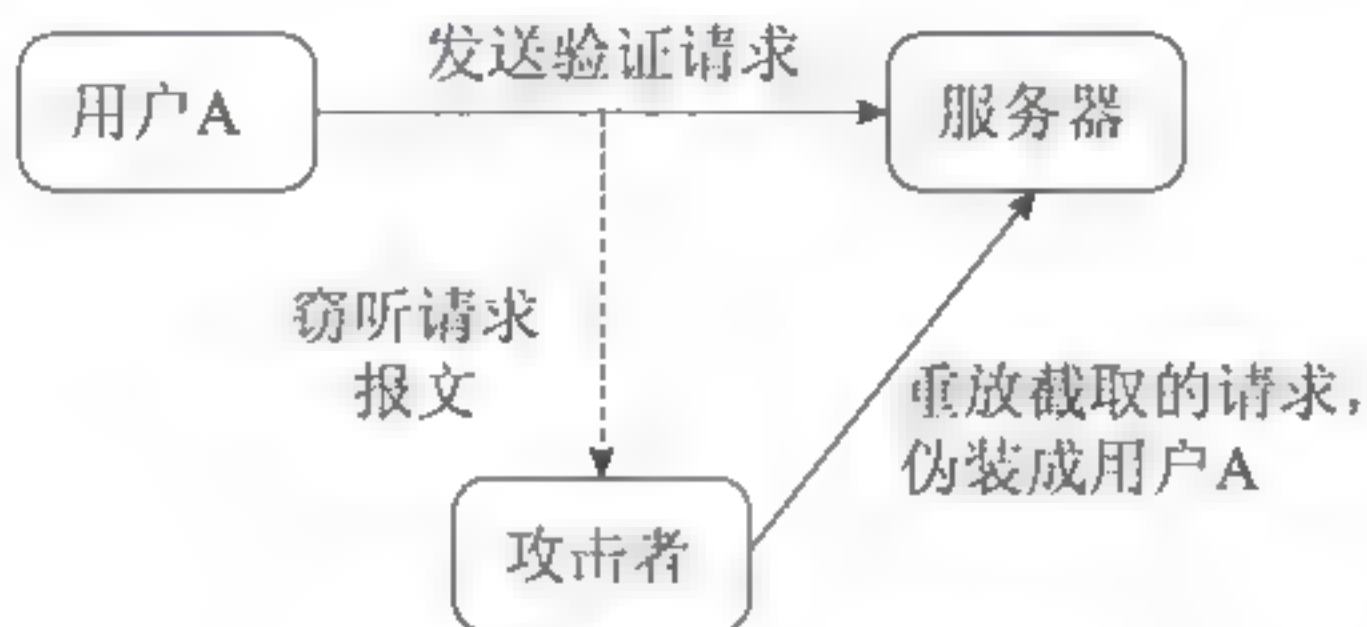 发送验证请求
用户A
服务器
窃听请求
报文
重放截取的请求,
伪装成用户A
攻击者